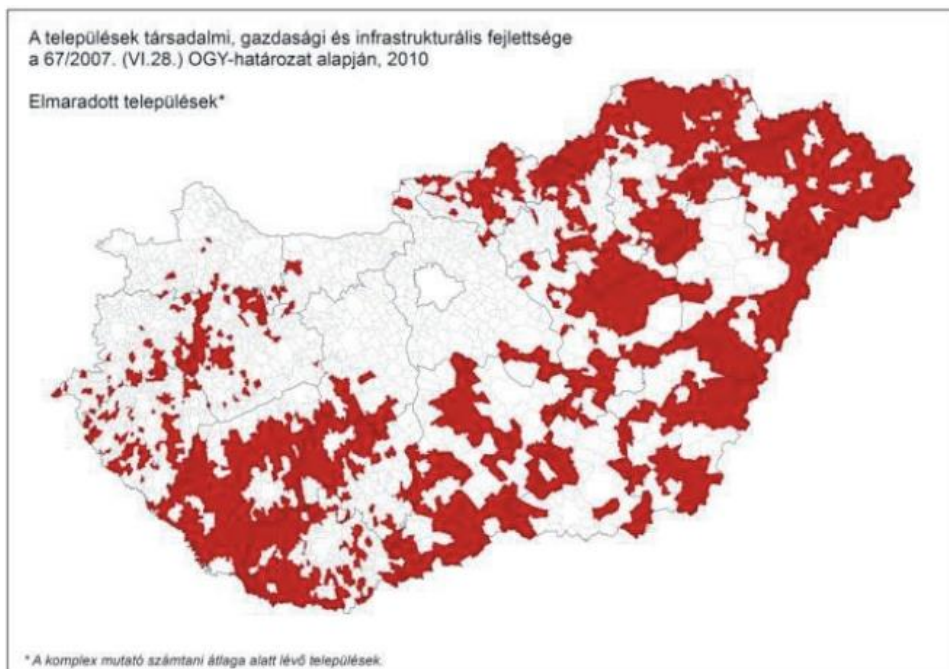 A települések társadalmi, gazdasági és infrastrukturális fejlettsége
a 67/2007. (VI.28.) OGY-határozat alapján, 2010
Elmaradott települések*
* A komplex mutató számtani átlaga alatt lévő települések.